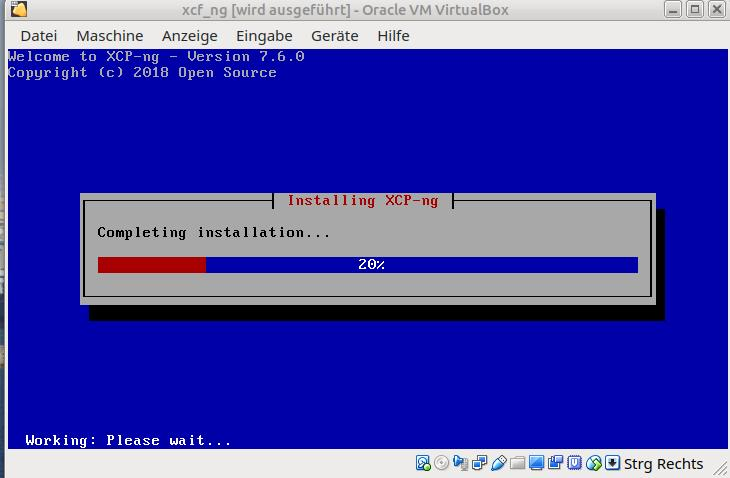 xcf_ng [wird ausgeführt] - Oracle VM VirtualBox
Datei Maschine Anzeige Eingabe Geräte Hilfe
Welcome to XCP-ng - Version 7.6.0
Copyright (c) 2018 Open Source
Installing XCP-ng
Completing installation...
20%
Working: Please wait...
Strg Rechts